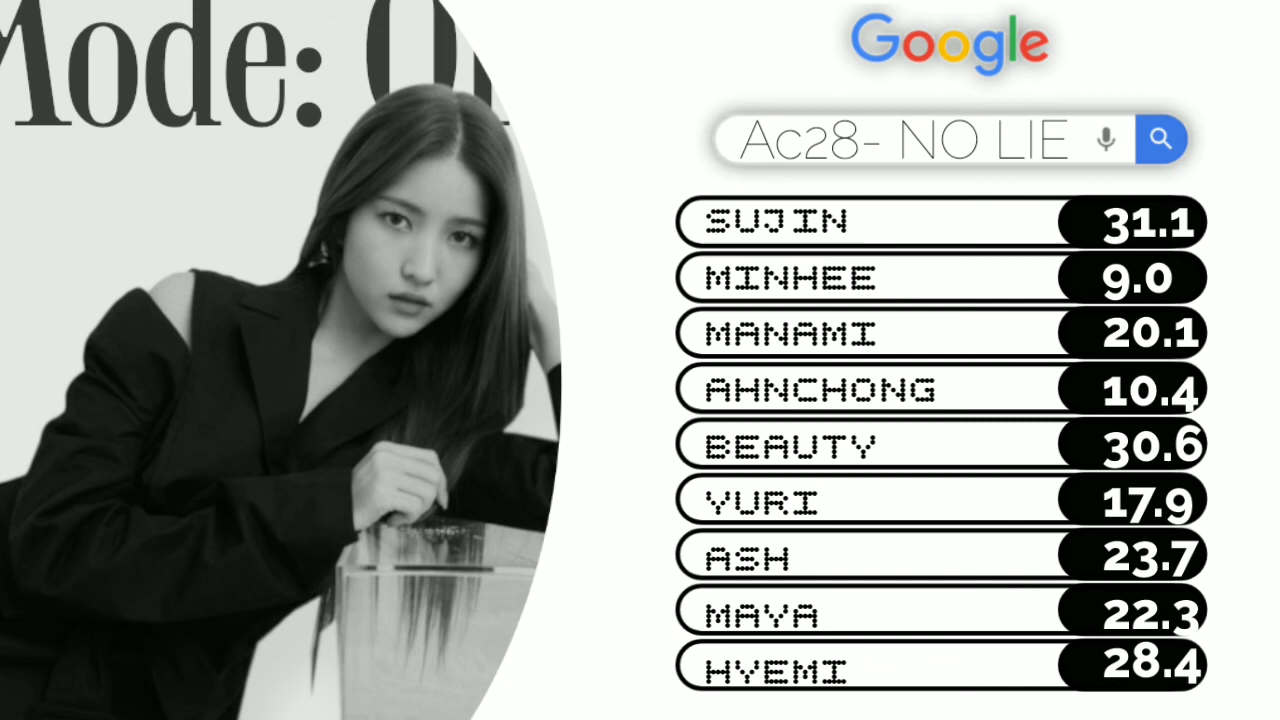 Mode:
Google
Ac28- NO LIE
SUJIN 31.1
MINHEE 9.0
MANAMI 20.1
AHNCHONG 10.4
BEAUTY 30.6
YURI 17.9
ASH 23.7
MAYA 22.3
HYEMI 28.4